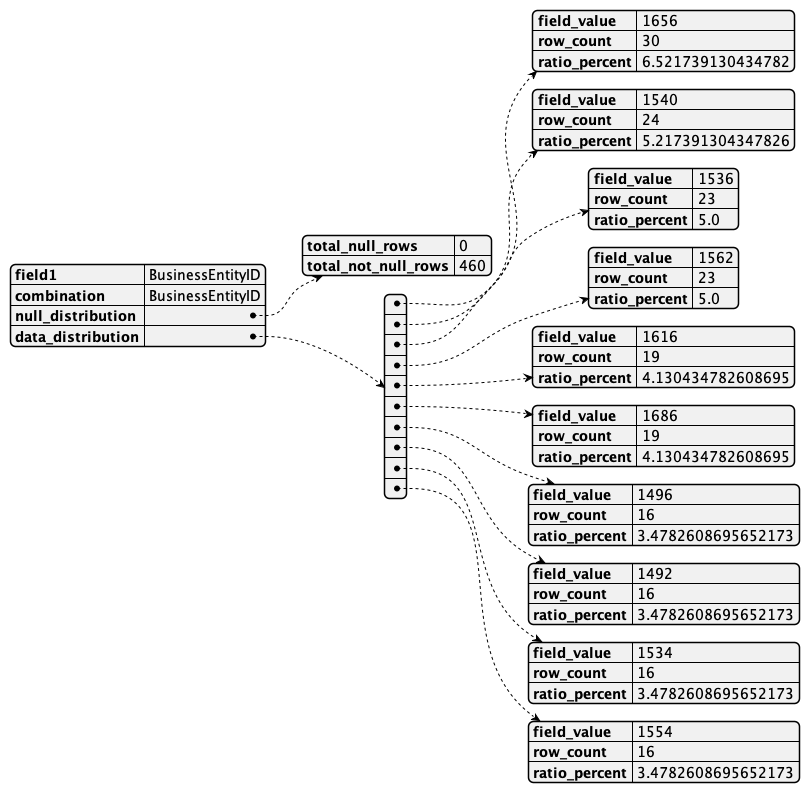 field1 BusinessEntityID
combination BusinessEntityID
null_distribution
data_distribution
total_null_rows 0
total_not_null_rows 460
field_value 1656
row_count 30
ratio_percent 6.521739130434782
field_value 1540
row_count 24
ratio_percent 5.217391304347826
field_value 1536
row_count 23
ratio_percent 5.0
field_value 1562
row_count 23
ratio_percent 5.0
field_value 1616
row_count 19
ratio_percent 4.130434782608695
field_value 1686
row_count 19
ratio_percent 4.130434782608695
field_value 1496
row_count 16
ratio_percent 3.4782608695652173
field_value 1492
row_count 16
ratio_percent 3.4782608695652173
field_value 1534
row_count 16
ratio_percent 3.4782608695652173
field_value 1554
row_count 16
ratio_percent 3.4782608695652173